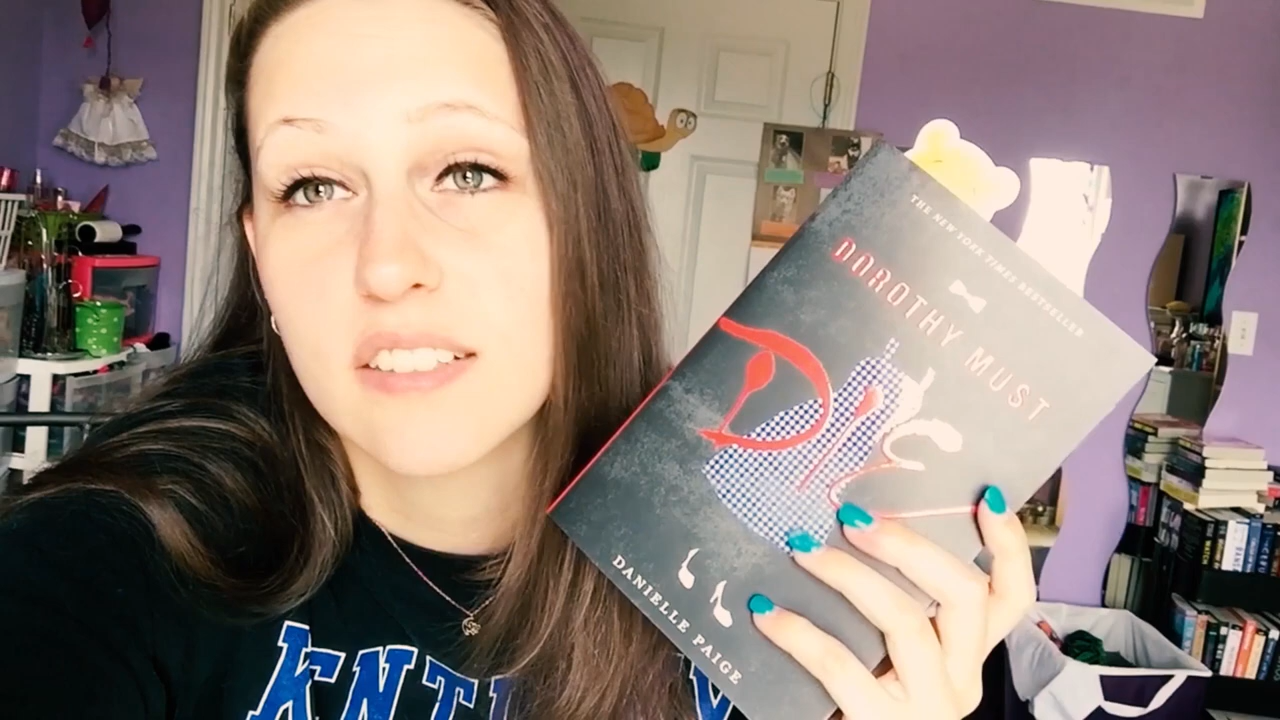 THE NEW YORK TIMES BESTSELLER
DOROTHY MUST
Die
DANIELLE PAIGE